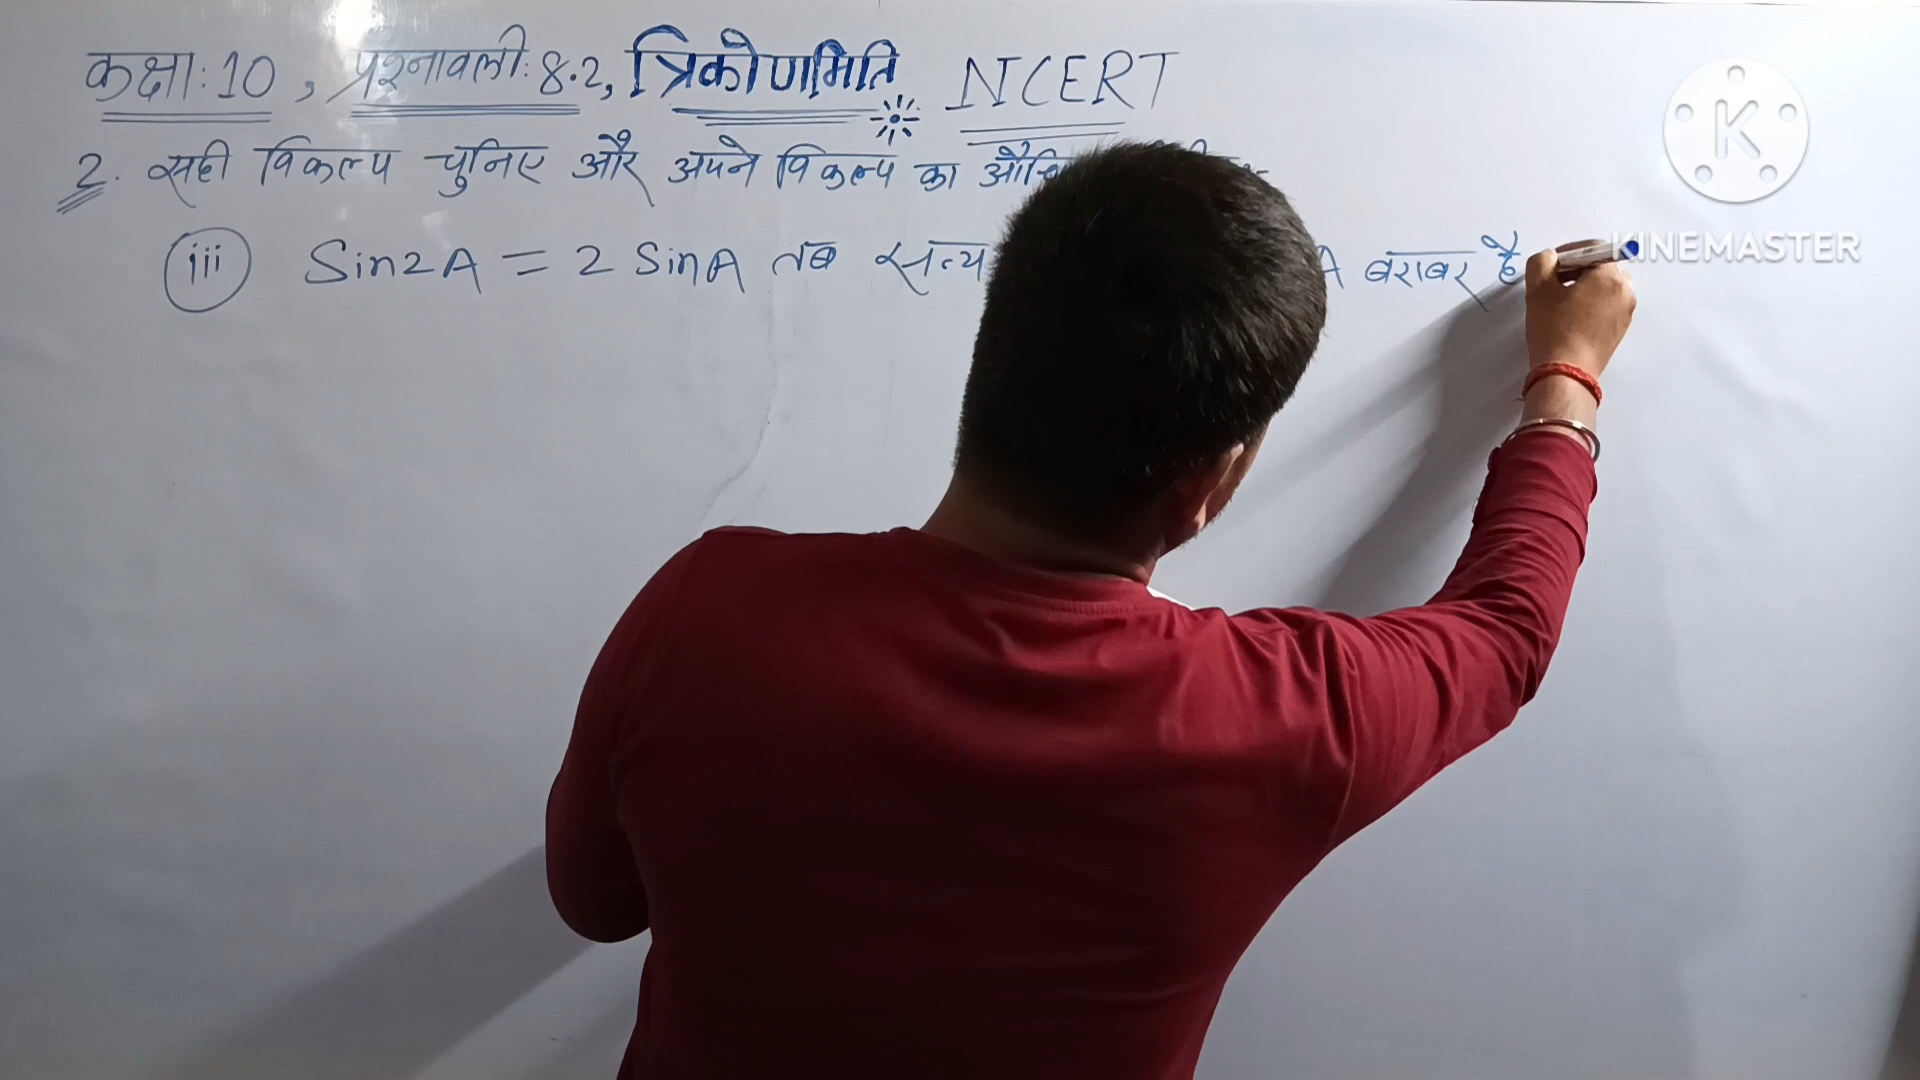 कक्षा: 10, प्रश्नावली: 8.2, त्रिकोणमिति NCERT
2. सही विकल्प चुनिए और अपने विकल्प का
iii Sin2A = 2 SinA तब सत्य A बराबर है
K
KINEMASTER